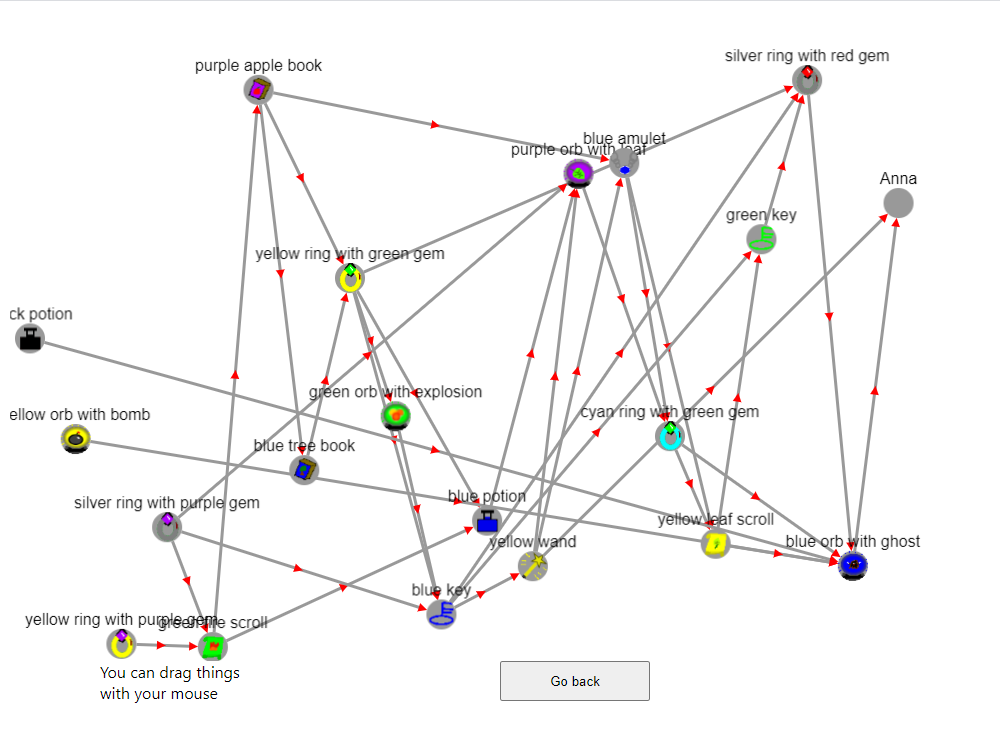 silver ring with red gem
purple apple book
blue amulet
purple orb with leaf
Anna
green key
yellow ring with green gem
ck potion
green orb with explosion
cyan ring with green gem
ellow orb with bomb
blue tree book
blue potion
silver ring with purple gem
yellow leaf scroll
yellow wand
blue orb with ghost
blue key
yellow ring with purple gem
green fire scroll
You can drag things
with your mouse
Go back